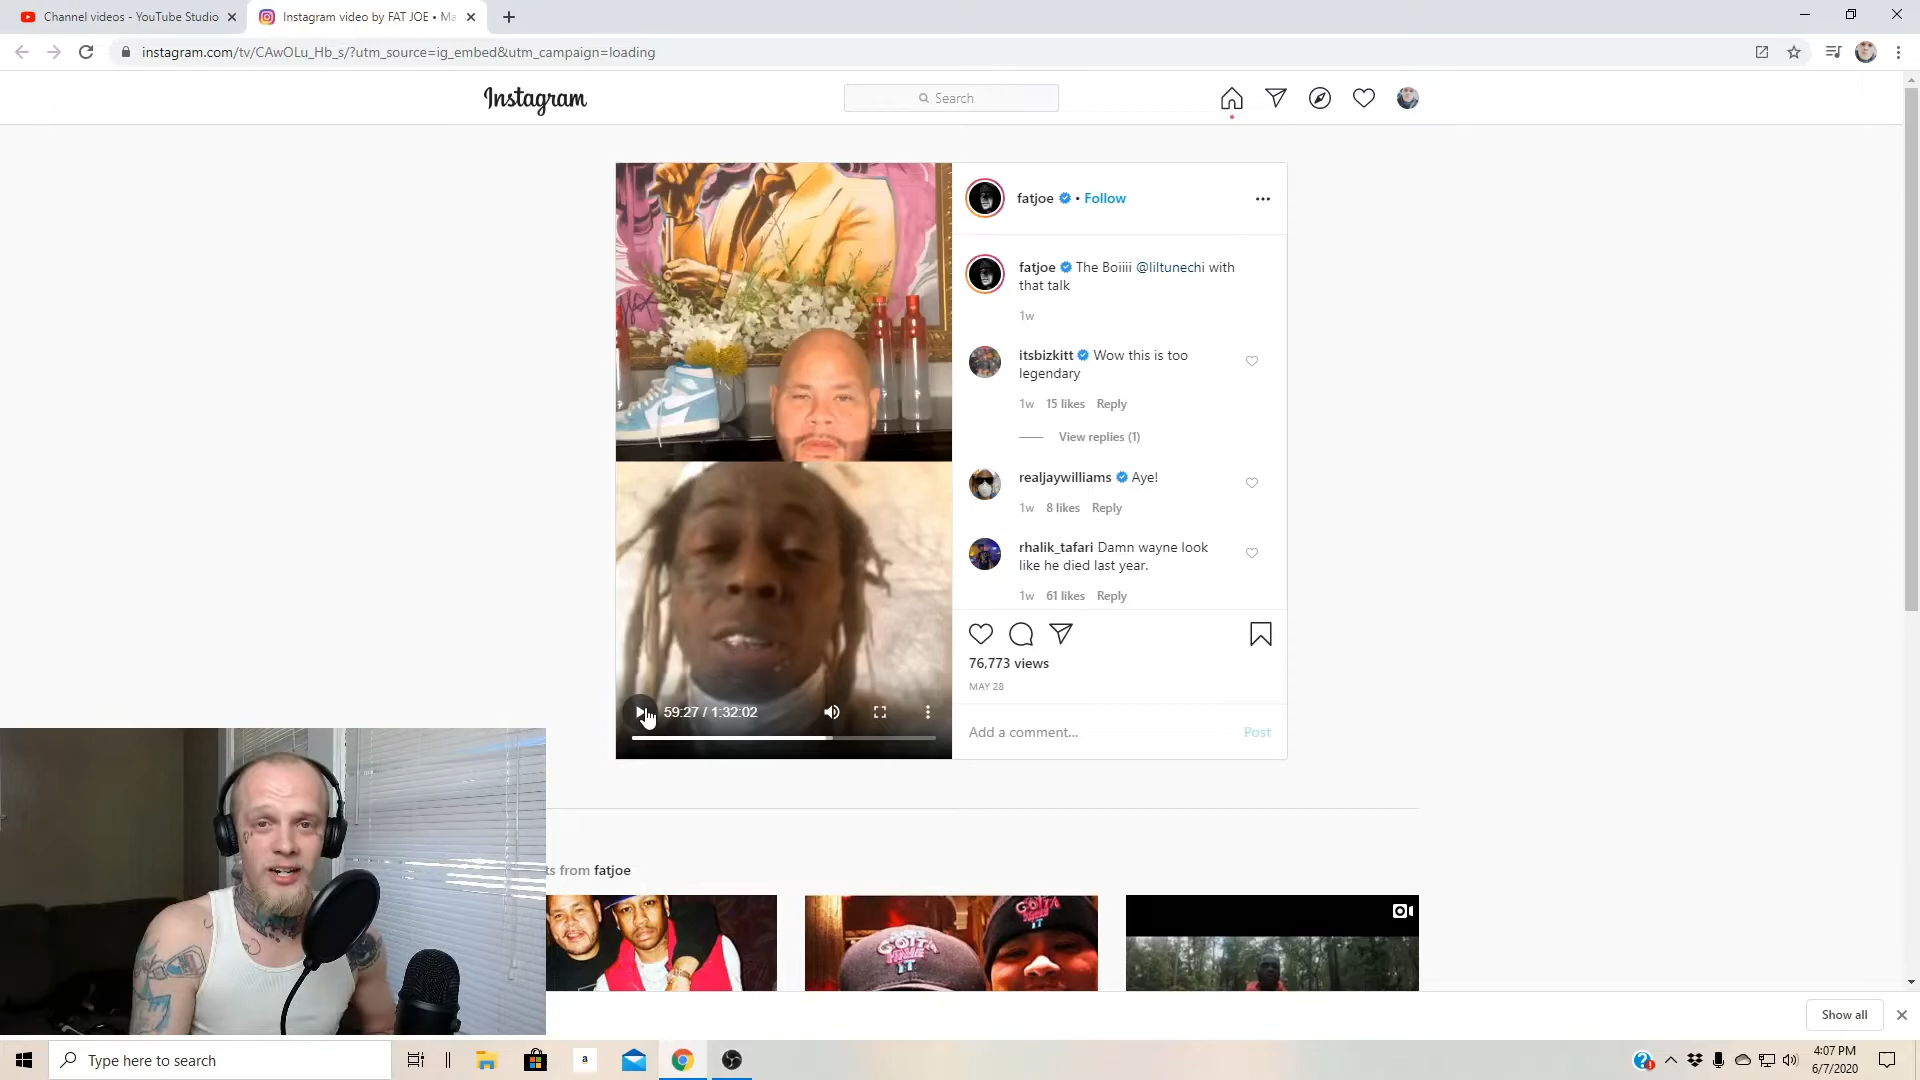 Channel videos - YouTube Studio
Instagram video by FAT JOE • Ma
instagram.com/tv/CAwOLu_Hb_s/?utm_source=ig_embed&utm_campaign=loading
Instagram
Search
fatjoe • Follow
fatjoe The Boiiii @liltunechi with
that talk
1w
itsbizkitt Wow this is too
legendary
1w 15 likes Reply
View replies (1)
realjaywilliams Aye!
1w 8 likes Reply
rhalik_tafari Damn wayne look
like he died last year.
1w 61 likes Reply
76,773 views
MAY 28
59:27 / 1:32:02
Add a comment...
Post
ts from fatjoe
GOTTA
IT
GOTTA
IT
Show all
Type here to search
a
4:07 PM
6/7/2020